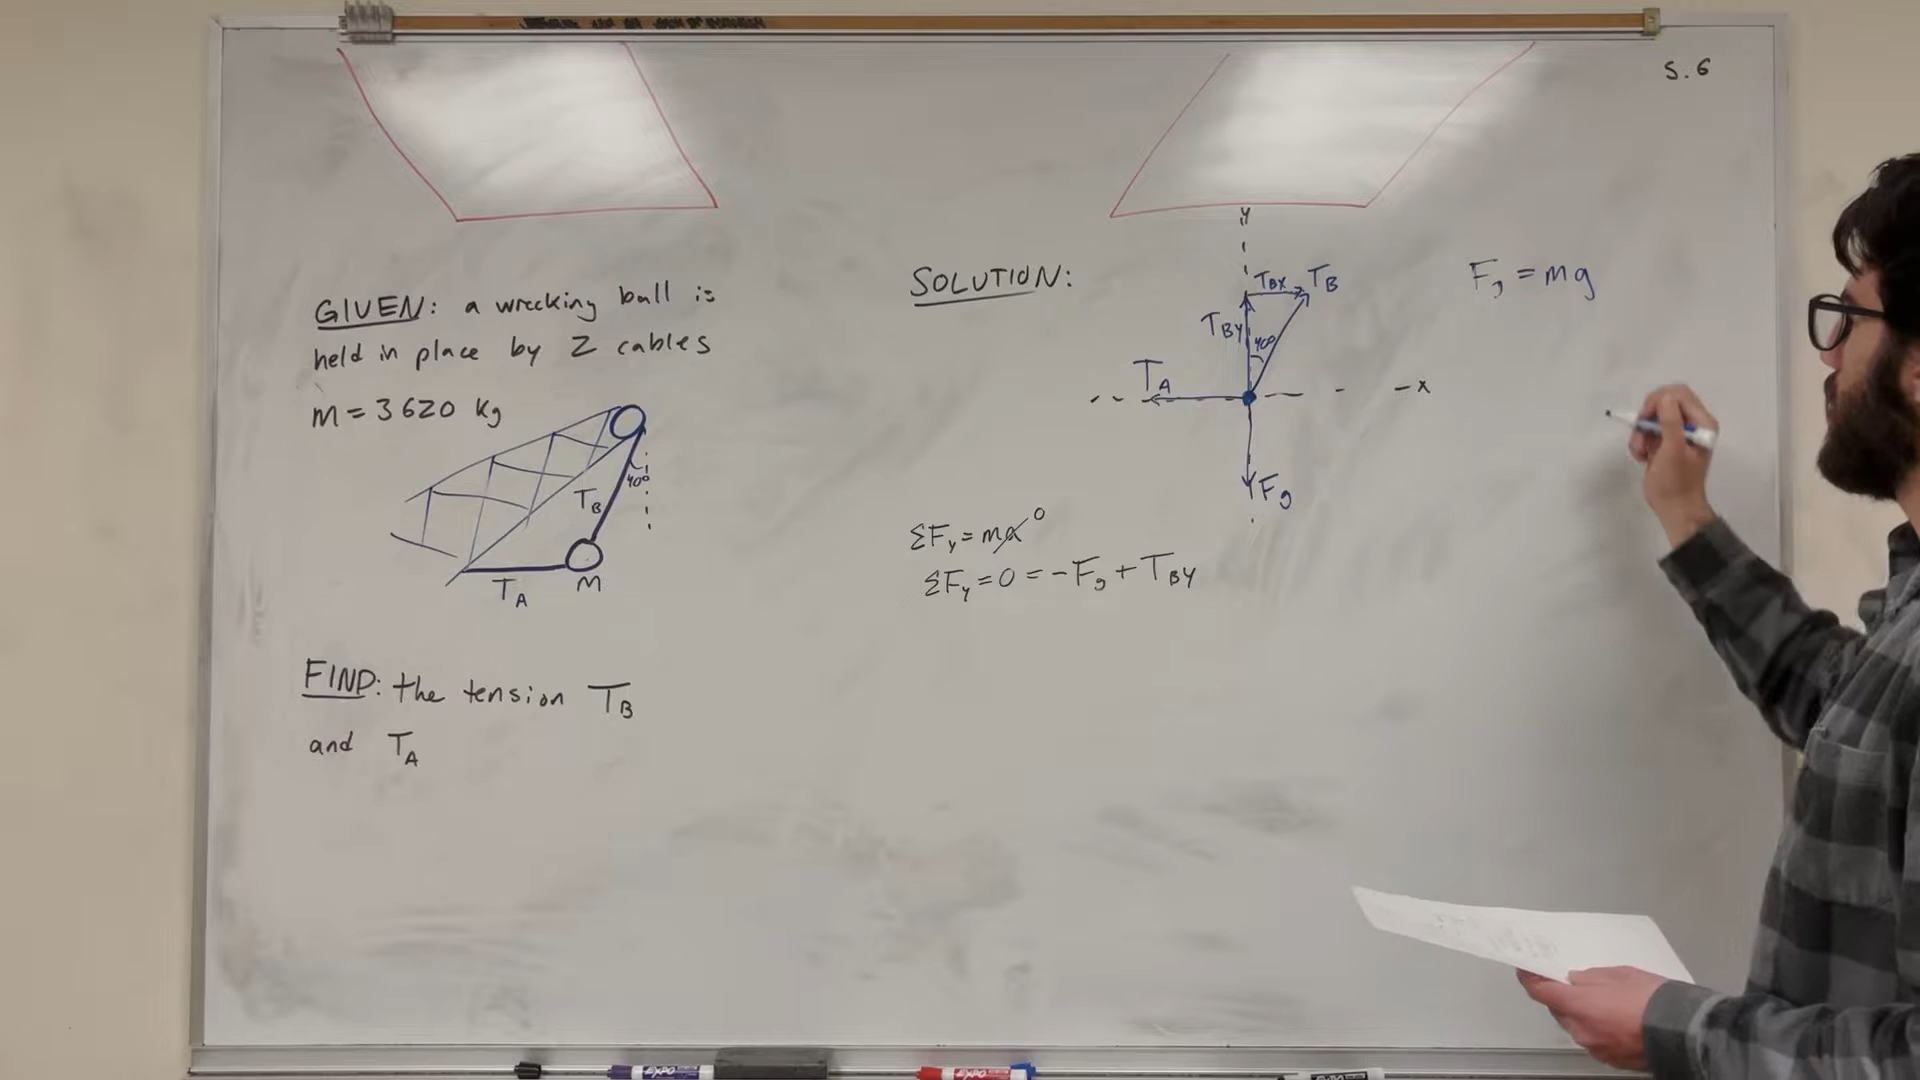 S.6
GIVEN: a wrecking ball is
held in place by 2 cables
m = 3620 kg
40°
T_B
T_A
M
FIND: the tension T_B
and T_A
SOLUTION:
Y
T_BX
T_B
T_BY
40°
T_A
-x
F_g
ΣF_y = ma 0
ΣF_y = 0 = -F_g + T_BY
F_g = mg
EXPO
EXPO